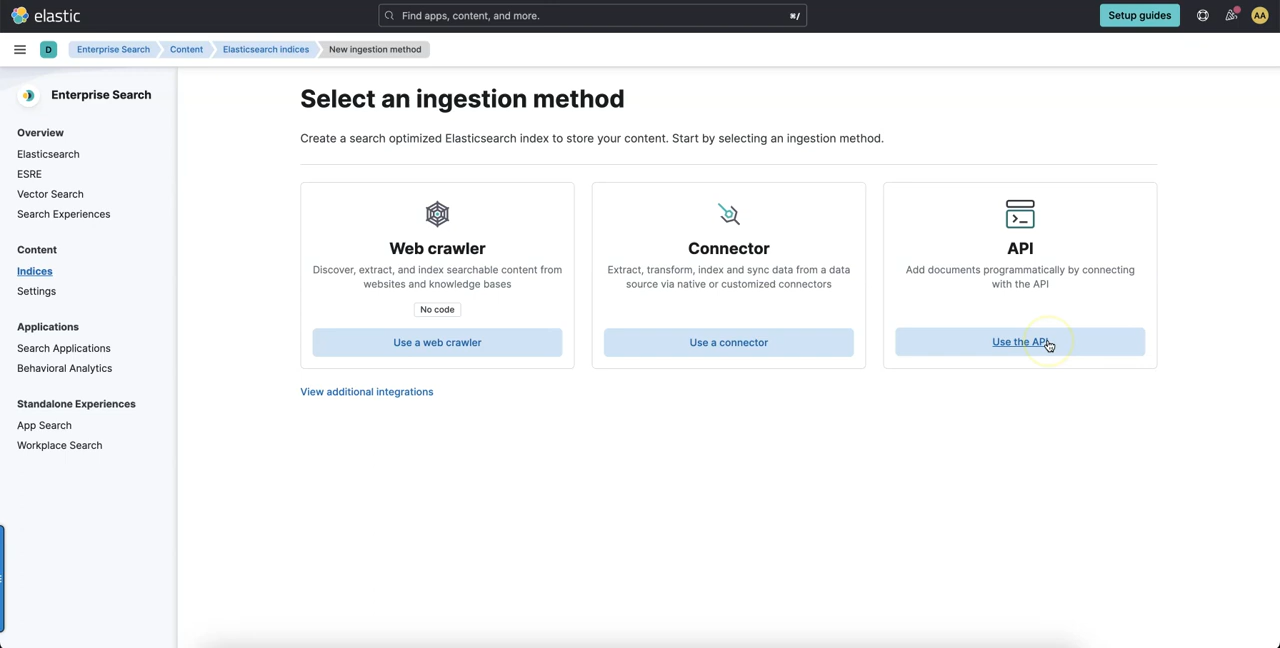 elastic
Find apps, content, and more.
⌘/
Setup guides
AA
D
Enterprise Search
Content
Elasticsearch indices
New ingestion method
Enterprise Search
Overview
Elasticsearch
ESRE
Vector Search
Search Experiences
Content
Indices
Settings
Applications
Search Applications
Behavioral Analytics
Standalone Experiences
App Search
Workplace Search
Select an ingestion method
Create a search optimized Elasticsearch index to store your content. Start by selecting an ingestion method.
Web crawler
Discover, extract, and index searchable content from
websites and knowledge bases
No code
Use a web crawler
Connector
Extract, transform, index and sync data from a data
source via native or customized connectors
Use a connector
API
Add documents programmatically by connecting
with the API
Use the API
View additional integrations